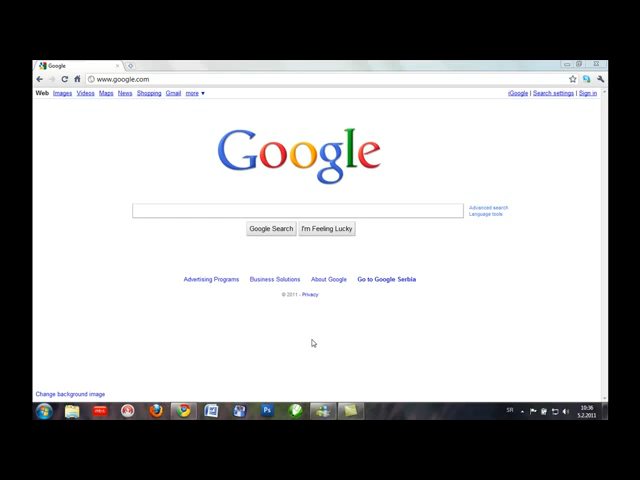 Google
www.google.com
Web Images Videos Maps News Shopping Gmail more ▼
iGoogle | Search settings | Sign in
Google
Advanced search
Language tools
Google Search I'm Feeling Lucky
Advertising Programs Business Solutions About Google Go to Google Serbia
© 2011 - Privacy
Change background image
SR
10:36
5.2.2011